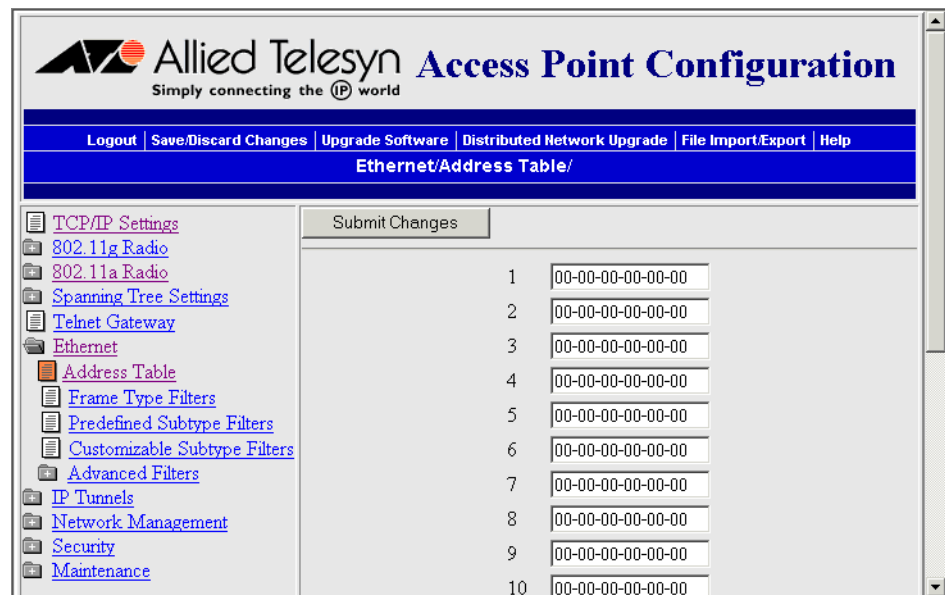 Allied Telesyn
Simply connecting the IP world
Access Point Configuration
Logout | Save/Discard Changes | Upgrade Software | Distributed Network Upgrade | File Import/Export | Help
Ethernet/Address Table/
TCP/IP Settings
802.11g Radio
802.11a Radio
Spanning Tree Settings
Telnet Gateway
Ethernet
Address Table
Frame Type Filters
Predefined Subtype Filters
Customizable Subtype Filters
Advanced Filters
IP Tunnels
Network Management
Security
Maintenance
Submit Changes
1 00-00-00-00-00-00
2 00-00-00-00-00-00
3 00-00-00-00-00-00
4 00-00-00-00-00-00
5 00-00-00-00-00-00
6 00-00-00-00-00-00
7 00-00-00-00-00-00
8 00-00-00-00-00-00
9 00-00-00-00-00-00
10 00-00-00-00-00-00